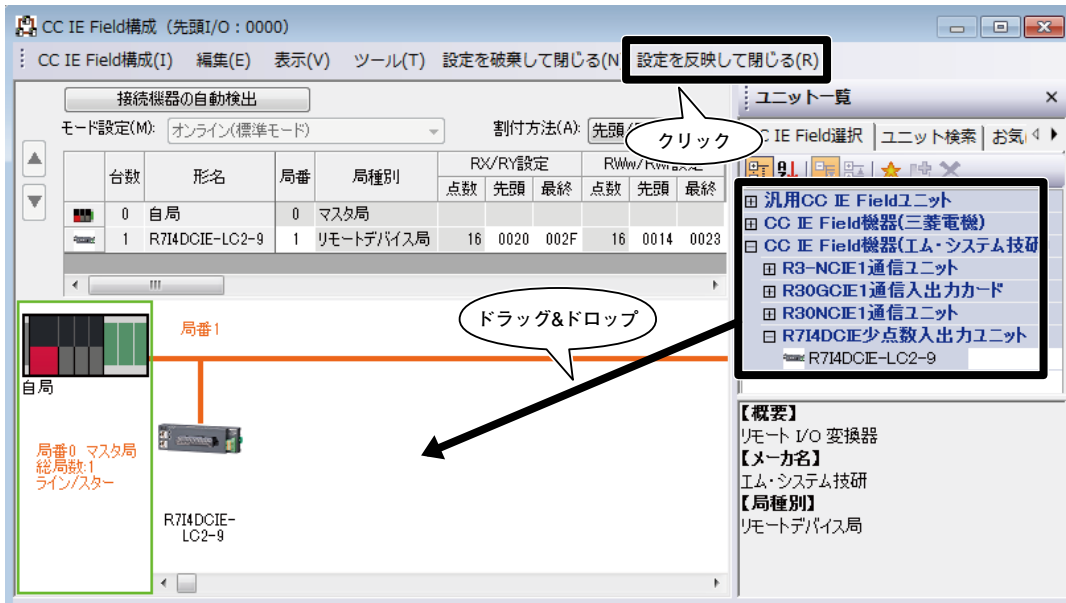 CC IE Field構成 (先頭I/O : 0000)
CC IE Field構成(I) 編集(E) 表示(V) ツール(T) 設定を破棄して閉じる(N 設定を反映して閉じる(R)
接続機器の自動検出
モード設定(M): オンライン(標準モード) 割付方法(A): 先頭
クリック
台数 形名 局番 局種別 RX/RY設定 RWw/RWr設定
点数 先頭 最終 点数 先頭 最終
0 自局 0 マスタ局
1 R7I4DCIE-LC2-9 1 リモートデバイス局 16 0020 002F 16 0014 0023
局番1
自局
局番0 マスタ局
総局数:1
ライン/スター
R7I4DCIE-
LC2-9
ドラッグ&ドロップ
ユニット一覧
C IE Field選択 ユニット検索 お気
汎用CC IE Fieldユニット
CC IE Field機器(三菱電機)
CC IE Field機器(エム・システム技研
R3-NCIE1通信ユニット
R30GCIE1通信入出力カード
R30NCIE1通信ユニット
R7I4DCIE少点数入出力ユニット
R7I4DCIE-LC2-9
【概要】
リモート I/O 変換器
【メーカ名】
エム・システム技研
【局種別】
リモートデバイス局